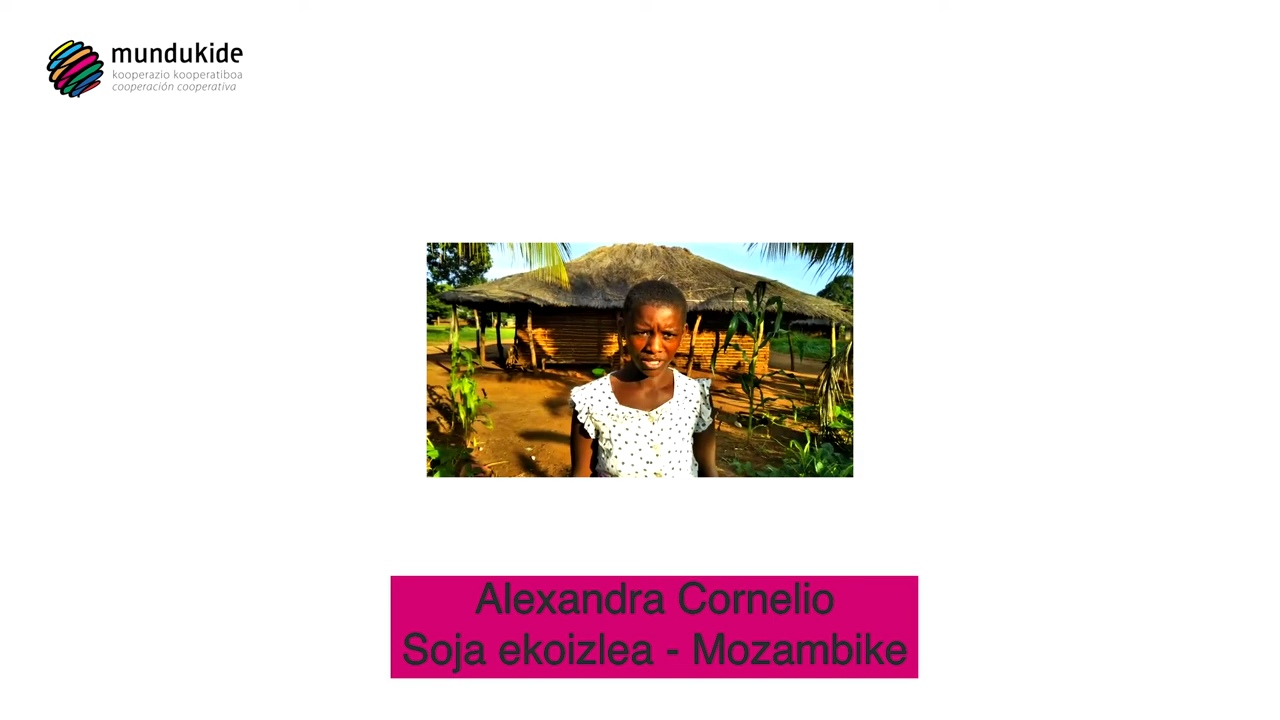 mundukide
kooperazio kooperatiboa
cooperación cooperativa
Alexandra Cornelio
Soja ekoizlea - Mozambike